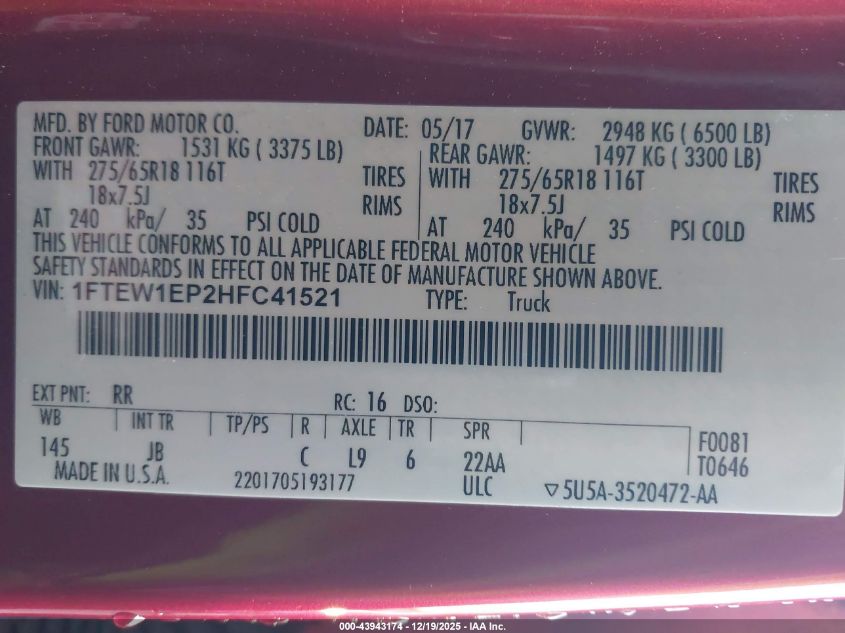 MFD. BY FORD MOTOR CO. DATE: 05/17 GVWR: 2948 KG ( 6500 LB)
FRONT GAWR: 1531 KG ( 3375 LB) REAR GAWR: 1497 KG ( 3300 LB)
WITH 275/65R18 116T TIRES WITH 275/65R18 116T TIRES
18x7.5J RIMS 18x7.5J RIMS
AT 240 kPa/ 35 PSI COLD AT 240 kPa/ 35 PSI COLD
THIS VEHICLE CONFORMS TO ALL APPLICABLE FEDERAL MOTOR VEHICLE
SAFETY STANDARDS IN EFFECT ON THE DATE OF MANUFACTURE SHOWN ABOVE.
VIN: 1FTEW1EP2HFC41521 TYPE: Truck
EXT PNT: RR RC: 16 DSO:
WB INT TR TP/PS R AXLE TR SPR F0081
145 JB C L9 6 22AA T0646
MADE IN U.S.A. 2201705193177 ULC ▽5U5A-3520472-AA
000-43943174 - 12/19/2025 - IAA Inc.